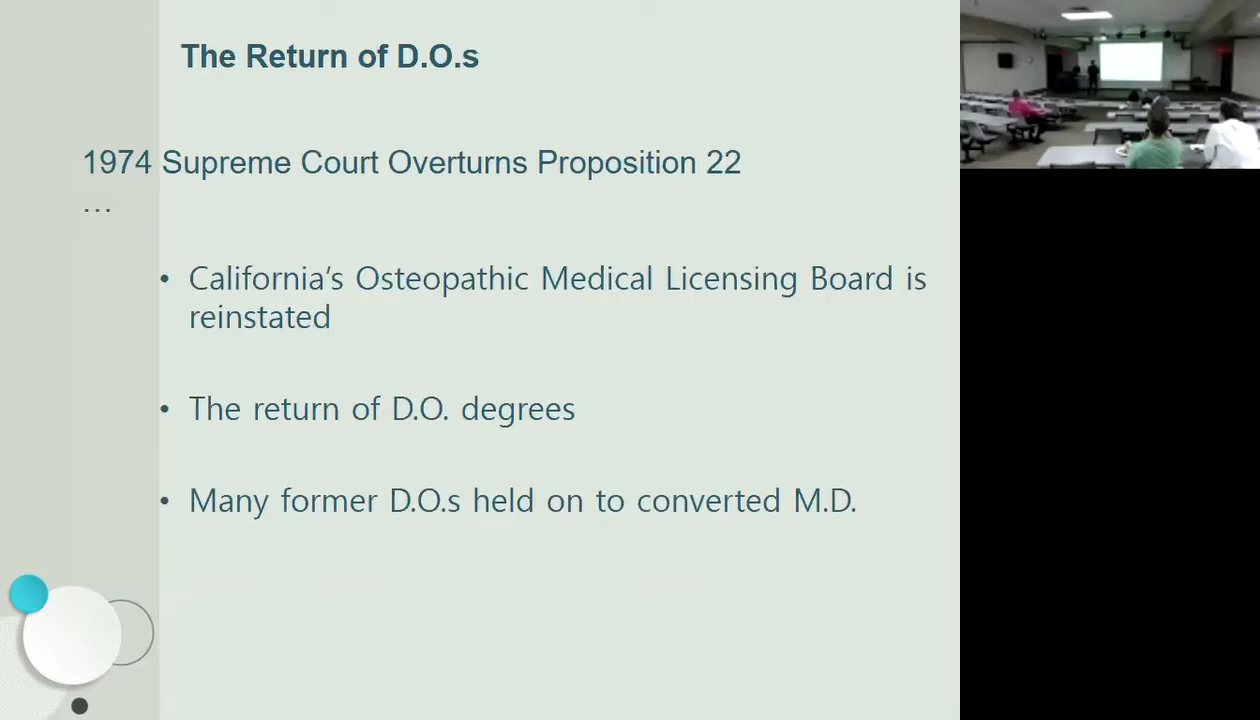 The Return of D.O.s
1974 Supreme Court Overturns Proposition 22
…
• California’s Osteopathic Medical Licensing Board is
reinstated
• The return of D.O. degrees
• Many former D.O.s held on to converted M.D.